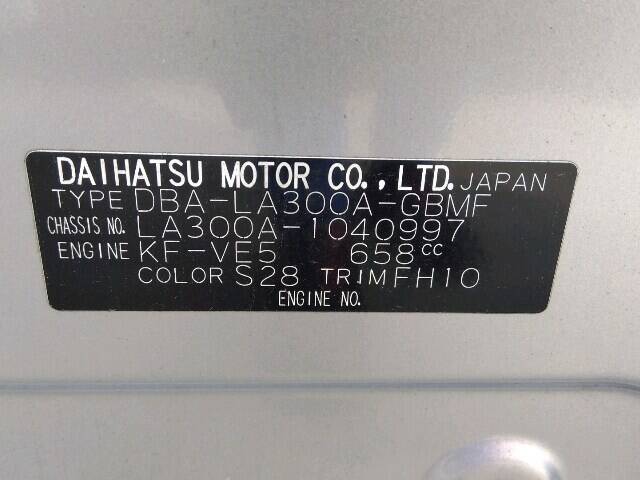 DAIHATSU MOTOR CO., LTD. JAPAN
TYPE DBA-LA300A-GBMF
CHASSIS NO. LA300A-1040997
ENGINE KF-VE5 658cc
COLOR S28 TRIM FH10
ENGINE NO.